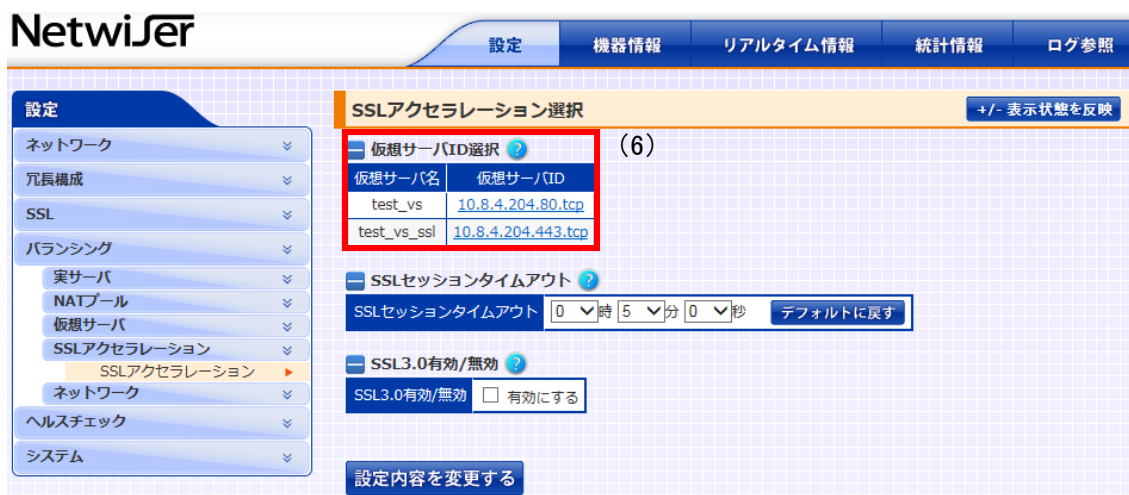 Netwiser
設定 機器情報 リアルタイム情報 統計情報 ログ参照
設定
ネットワーク
冗長構成
SSL
バランシング
実サーバ
NATプール
仮想サーバ
SSLアクセラレーション
SSLアクセラレーション
ネットワーク
ヘルスチェック
システム
SSLアクセラレーション選択
+/- 表示状態を反映
仮想サーバID選択 ?
(6)
仮想サーバ名 仮想サーバID
test_vs 10.8.4.204.80.tcp
test_vs_ssl 10.8.4.204.443.tcp
SSLセッションタイムアウト ?
SSLセッションタイムアウト 0 時 5 分 0 秒 デフォルトに戻す
SSL3.0有効/無効 ?
SSL3.0有効/無効 有効にする
設定内容を変更する